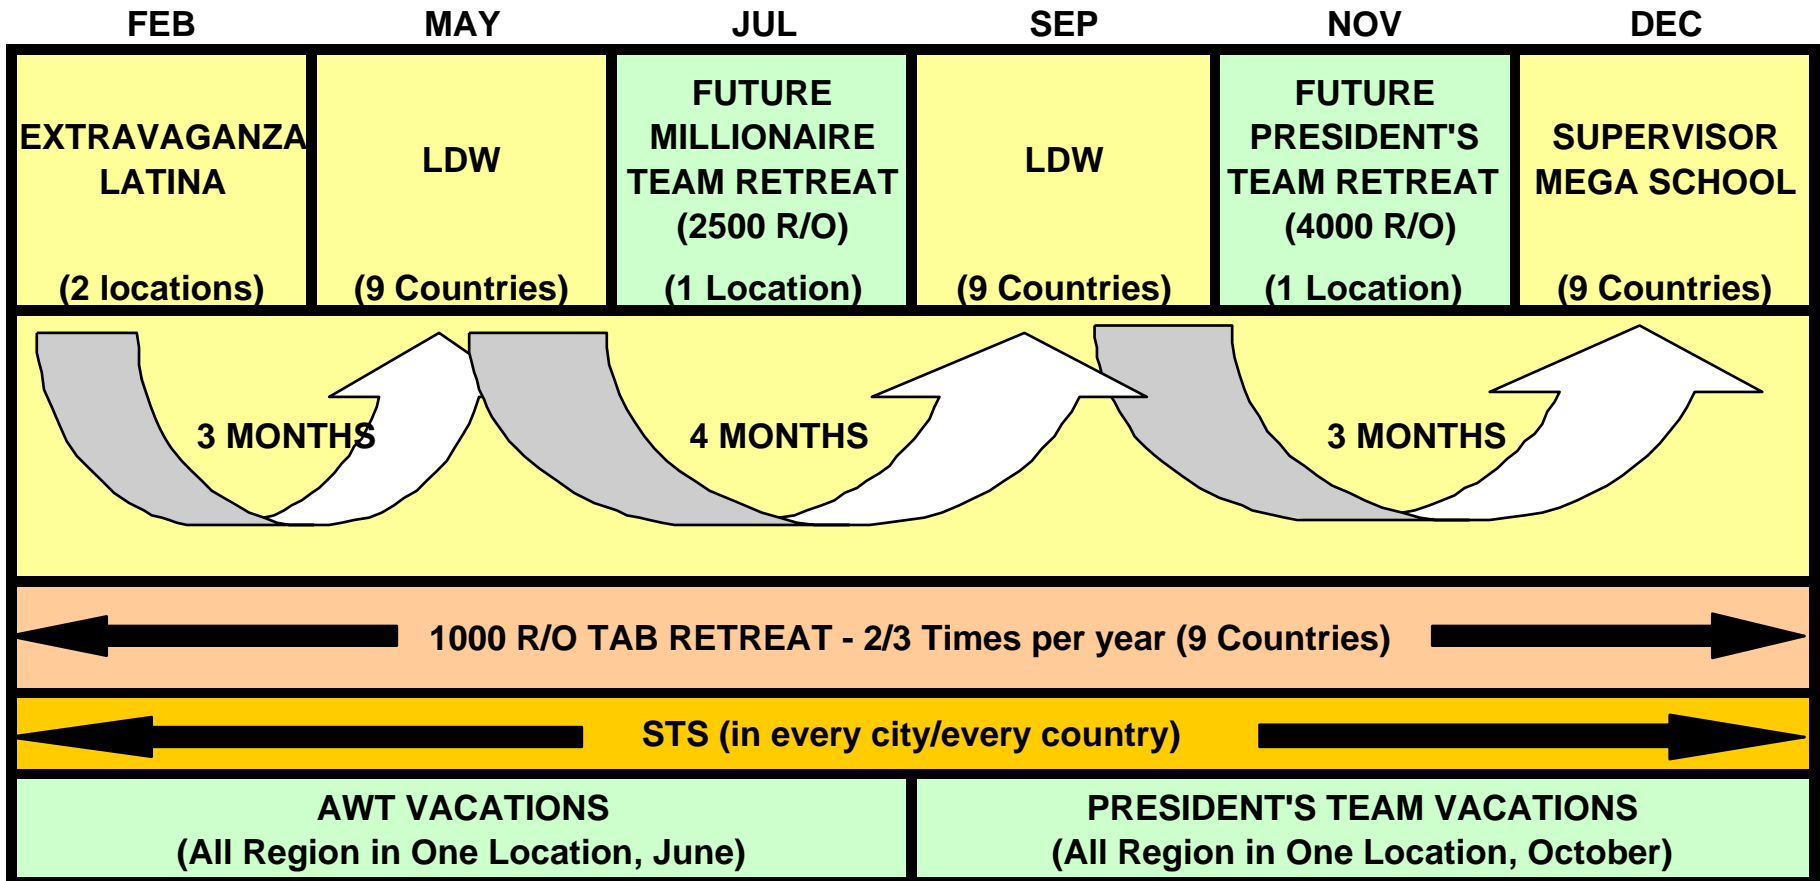 FEB MAY JUL SEP NOV DEC
EXTRAVAGANZA
LATINA
(2 locations)
LDW
(9 Countries)
FUTURE
MILLIONAIRE
TEAM RETREAT
(2500 R/O)
(1 Location)
LDW
(9 Countries)
FUTURE
PRESIDENT'S
TEAM RETREAT
(4000 R/O)
(1 Location)
SUPERVISOR
MEGA SCHOOL
(9 Countries)
3 MONTHS
4 MONTHS
3 MONTHS
1000 R/O TAB RETREAT - 2/3 Times per year (9 Countries)
STS (in every city/every country)
AWT VACATIONS
(All Region in One Location, June)
PRESIDENT'S TEAM VACATIONS
(All Region in One Location, October)